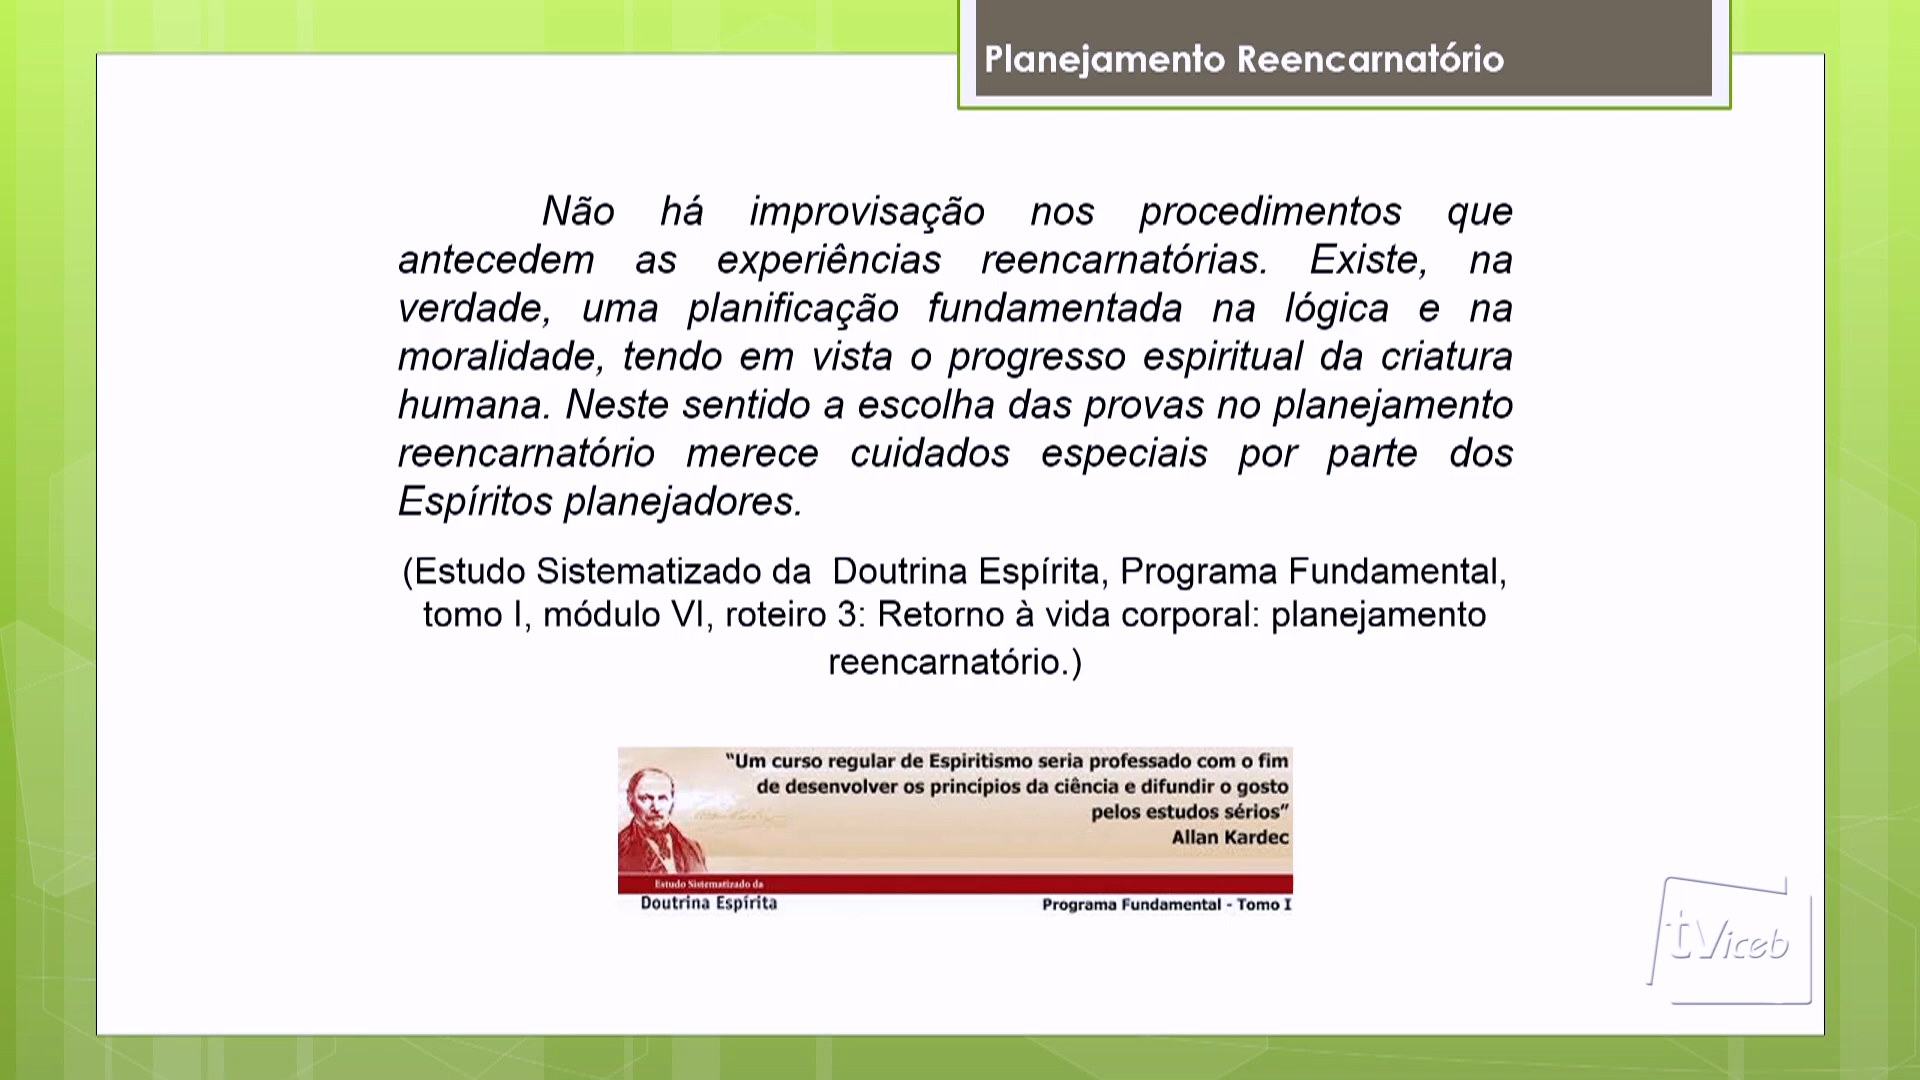 Planejamento Reencarnatório
Não há improvisação nos procedimentos que
antecedem as experiências reencarnatórias. Existe, na
verdade, uma planificação fundamentada na lógica e na
moralidade, tendo em vista o progresso espiritual da criatura
humana. Neste sentido a escolha das provas no planejamento
reencarnatório merece cuidados especiais por parte dos
Espíritos planejadores.
(Estudo Sistematizado da Doutrina Espírita, Programa Fundamental,
tomo I, módulo VI, roteiro 3: Retorno à vida corporal: planejamento
reencarnatório.)
“Um curso regular de Espiritismo seria professado com o fim
de desenvolver os princípios da ciência e difundir o gosto
pelos estudos sérios”
Allan Kardec
Estudo Sistematizado da
Doutrina Espírita
Programa Fundamental - Tomo I
tviceb